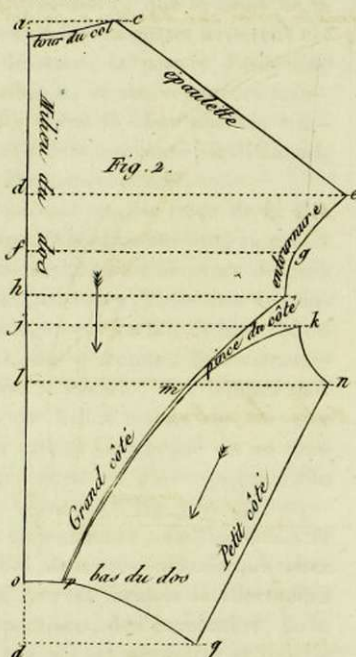 a c
tour du col
épaulette
Milieu du dos
Fig. 2.
d e
f entournure g
h
j pince du côté k
l m n
Grand côté
Petit côté
o p bas du dos
d q